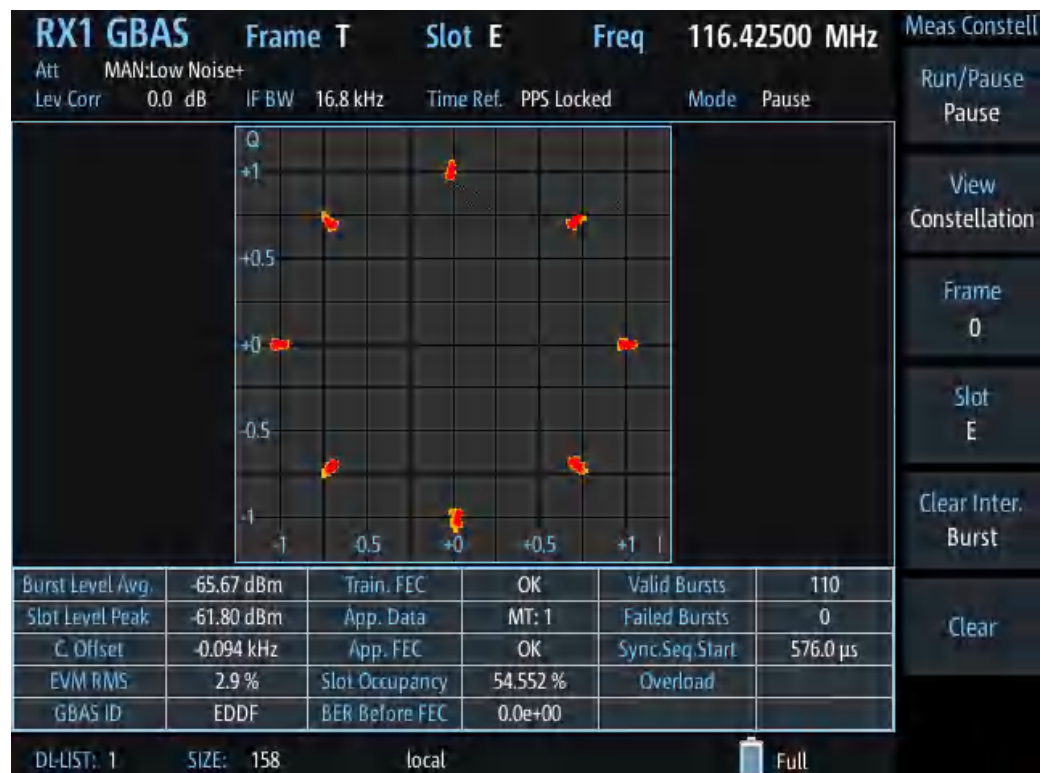 RX1 GBAS Frame T Slot E Freq 116.42500 MHz
Att MAN:Low Noise+
Lev Corr 0.0 dB IF BW 16.8 kHz Time Ref. PPS Locked Mode Pause
Meas Constell
Run/Pause
Pause
View
Constellation
Frame
0
Slot
E
Clear Inter.
Burst
Clear
Q
+1
+0.5
+0
-0.5
-1
-1 0.5 +0 +0.5 +1 I
Burst Level Avg. -65.67 dBm Train. FEC OK Valid Bursts 110
Slot Level Peak -61.80 dBm App. Data MT: 1 Failed Bursts 0
C. Offset -0.094 kHz App. FEC OK Sync.Seq.Start 576.0 µs
EVM RMS 2.9 % Slot Occupancy 54.552 % Overload
GBAS ID EDDF BER Before FEC 0.0e+00
DI-LIST: 1 SIZE: 158 local Full